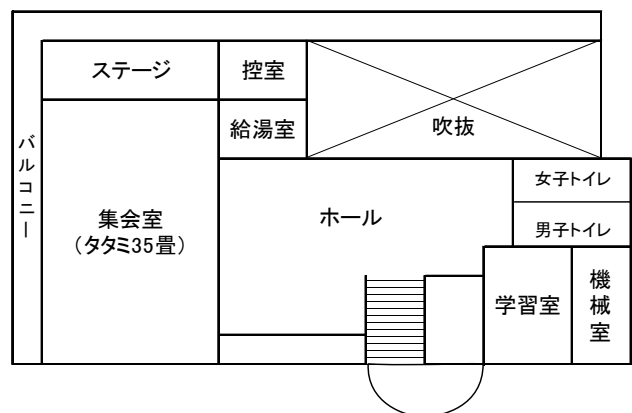 ステージ
控室
給湯室
吹抜
バルコニー
集会室
（タタミ35畳）
ホール
女子トイレ
男子トイレ
学習室
機械室